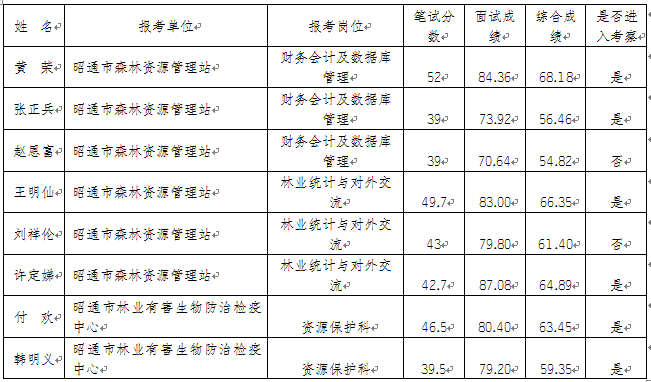 姓 名 报考单位 报考岗位 笔试分数 面试成绩 综合成绩 是否进入考察
黄 荣 昭通市森林资源管理站 财务会计及数据库管理 52 84.36 68.18 是
张正兵 昭通市森林资源管理站 财务会计及数据库管理 39 73.92 56.46 是
赵恩富 昭通市森林资源管理站 财务会计及数据库管理 39 70.64 54.82 否
王明仙 昭通市森林资源管理站 林业统计与对外交流 49.7 83.00 66.35 是
刘祥伦 昭通市森林资源管理站 林业统计与对外交流 43 79.80 61.40 否
许定娣 昭通市森林资源管理站 林业统计与对外交流 42.7 87.08 64.89 是
付 欢 昭通市林业有害生物防治检疫中心 资源保护科 46.5 80.40 63.45 是
韩明义 昭通市林业有害生物防治检疫中心 资源保护科 39.5 79.20 59.35 是